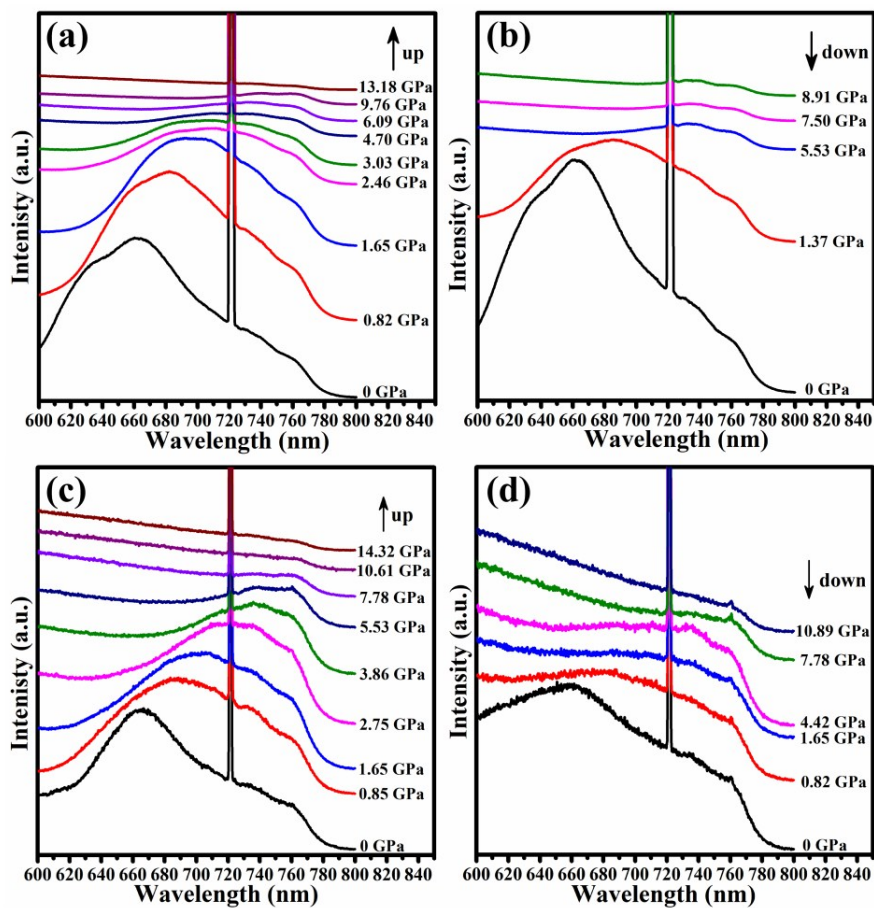 (a)
up
13.18 GPa
9.76 GPa
6.09 GPa
4.70 GPa
3.03 GPa
2.46 GPa
1.65 GPa
0.82 GPa
0 GPa
Intenisty (a.u.)
600 620 640 660 680 700 720 740 760 780 800 820 840
Wavelength (nm)
(b)
down
8.91 GPa
7.50 GPa
5.53 GPa
1.37 GPa
0 GPa
Intenisty (a.u.)
600 620 640 660 680 700 720 740 760 780 800 820 840
Wavelength (nm)
(c)
up
14.32 GPa
10.61 GPa
7.78 GPa
5.53 GPa
3.86 GPa
2.75 GPa
1.65 GPa
0.85 GPa
0 GPa
Intenisty (a.u.)
600 620 640 660 680 700 720 740 760 780 800 820 840
Wavelength (nm)
(d)
down
10.89 GPa
7.78 GPa
4.42 GPa
1.65 GPa
0.82 GPa
0 GPa
Intenisty (a.u.)
600 620 640 660 680 700 720 740 760 780 800 820 840
Wavelength (nm)